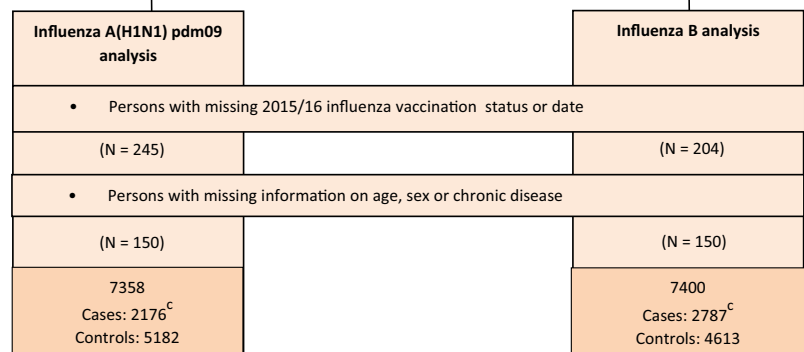 Influenza A(H1N1) pdm09
analysis
Influenza B analysis
• Persons with missing 2015/16 influenza vaccination status or date
(N = 245)
(N = 204)
• Persons with missing information on age, sex or chronic disease
(N = 150)
(N = 150)
7358
Cases: 2176c
Controls: 5182
7400
Cases: 2787c
Controls: 4613